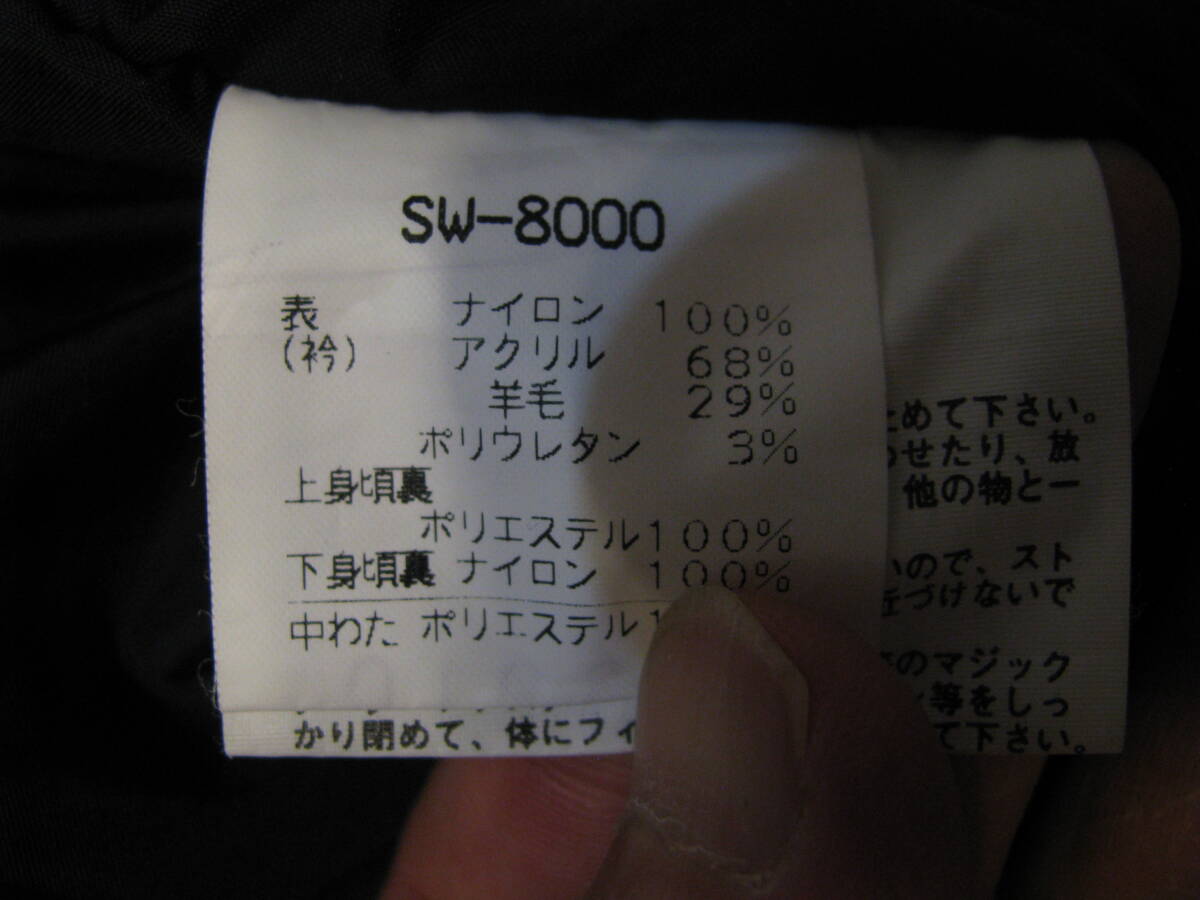 SW-8000
表 ナイロン 100%
(衿) アクリル 68%
羊毛 29%
ポリウレタン 3%
上身頃裏
ポリエステル 100%
下身頃裏 ナイロン 100%
中わた ポリエステル 1
かり閉めて、体にフィ
めて下さい。
せたり、放
他の物と一
ので、スト
づけないで
のマジック
等をしっ
て下さい。